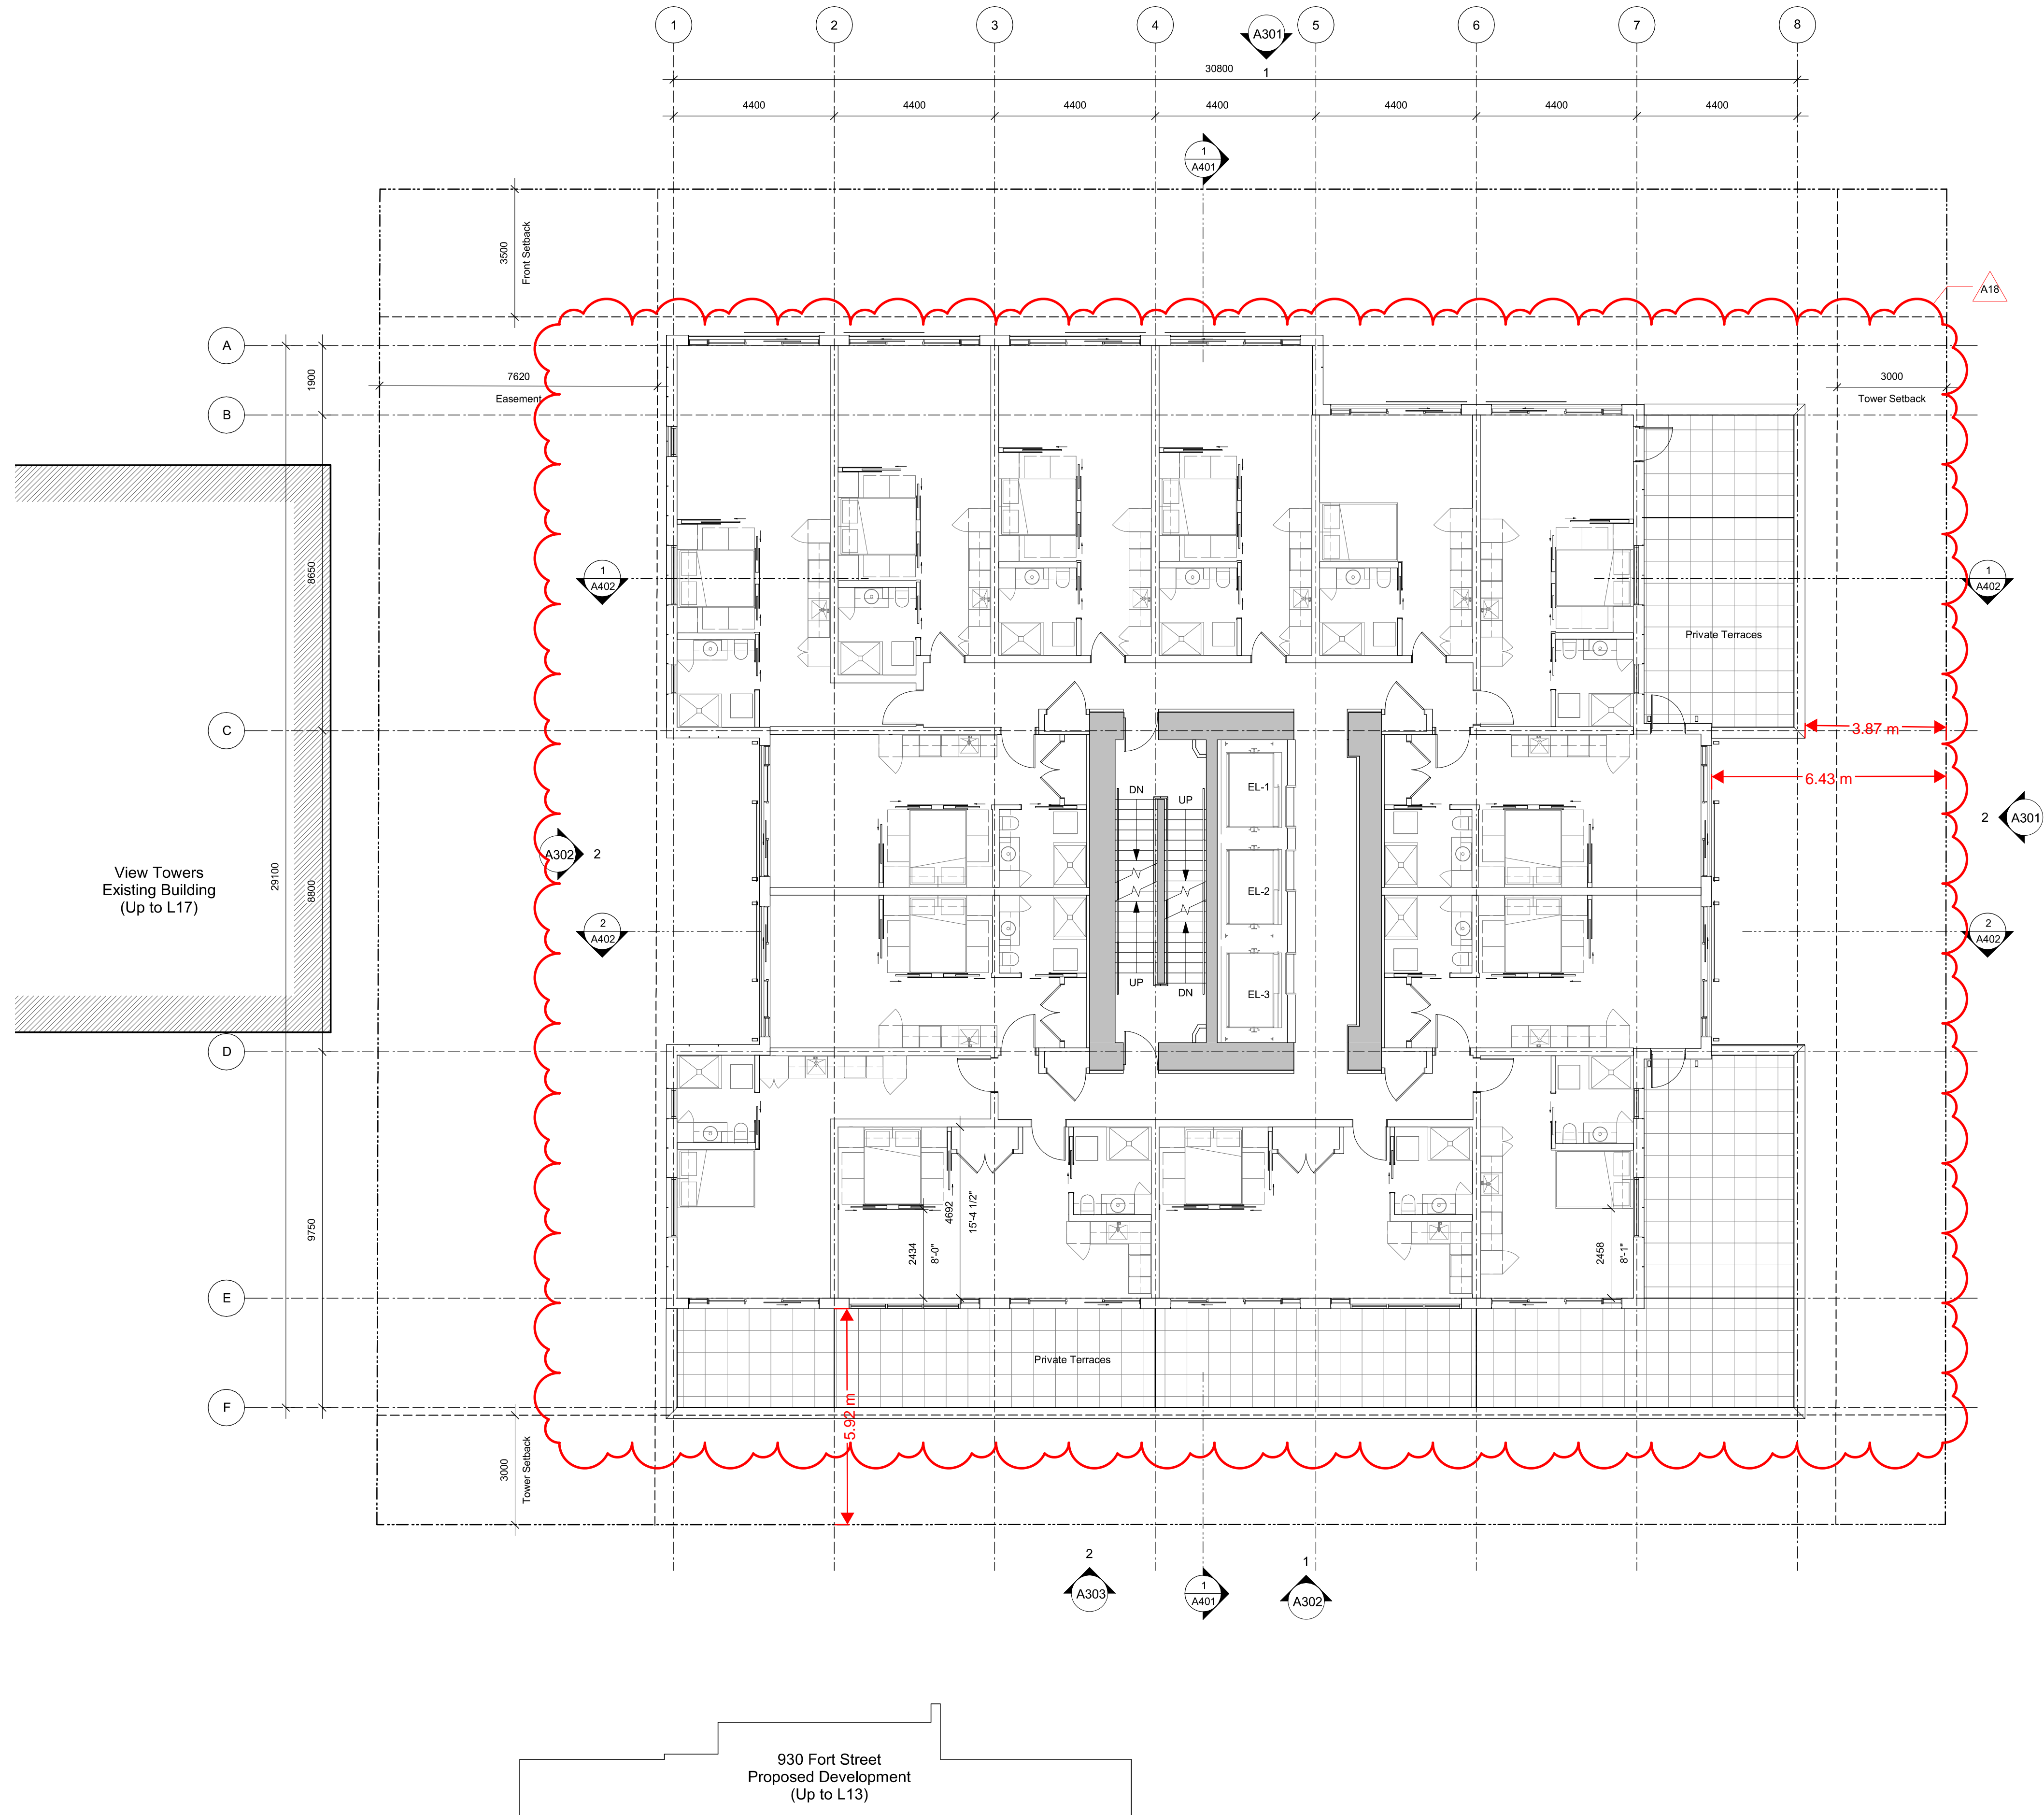 1
2
3
4
5
6
7
8
A301
1
30800
4400
4400
4400
4400
4400
4400
4400
1
A401
3500
Front Setback
A18
A
7620
Easement
1900
3000
Tower Setback
B
1
A402
8650
1
A402
Private Terraces
C
3.87 m
6.43 m
DN
UP
EL-1
2
A301
A302
2
View Towers
Existing Building
(Up to L17)
29100
8800
EL-2
2
A402
2
A402
UP
DN
EL-3
D
9750
4692
15'-4 1/2"
2434
8'-0"
2458
8'-1"
E
Private Terraces
5.92 m
F
3000
Tower Setback
2
A303
1
A401
1
A302
930 Fort Street
Proposed Development
(Up to L13)